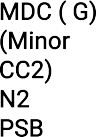 MDC ( G)
(Minor
CC2)
N2
PSB